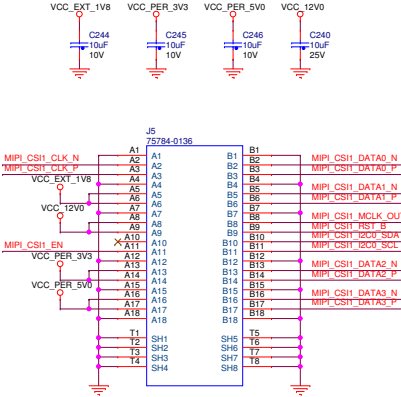 VCC_EXT_1V8 VCC_PER_3V3 VCC_PER_5V0 VCC_12V0
C244 C245 C246 C240
10uF 10uF 10uF 10uF
10V 10V 10V 25V
J5
75784-0136
A1 A1 B1 B1
MIPI_CSI1_CLK_N A2 A2 B2 B2 MIPI_CSI1_DATA0_N
MIPI_CSI1_CLK_P A3 A3 B3 B3 MIPI_CSI1_DATA0_P
VCC_EXT_1V8 A4 A4 B4 B4
A5 A5 B5 B5 MIPI_CSI1_DATA1_N
A6 A6 B6 B6 MIPI_CSI1_DATA1_P
VCC_12V0 A7 A7 B7 B7
A8 A8 B8 B8 MIPI_CSI1_MCLK_OU
A9 A9 B9 B9 MIPI_CSI1_RST_B
A10 A10 B10 B10 MIPI_CSI1_I2C0_SDA
MIPI_CSI1_EN A11 A11 B11 B11 MIPI_CSI1_I2C0_SCL
VCC_PER_3V3 A12 A12 B12 B12
A13 A13 B13 B13 MIPI_CSI1_DATA2_N
A14 A14 B14 B14 MIPI_CSI1_DATA2_P
VCC_PER_5V0 A15 A15 B15 B15
A16 A16 B16 B16 MIPI_CSI1_DATA3_N
A17 A17 B17 B17 MIPI_CSI1_DATA3_P
A18 A18 B18 B18
T1 SH1 SH5 T5
T2 SH2 SH6 T6
T3 SH3 SH7 T7
T4 SH4 SH8 T8